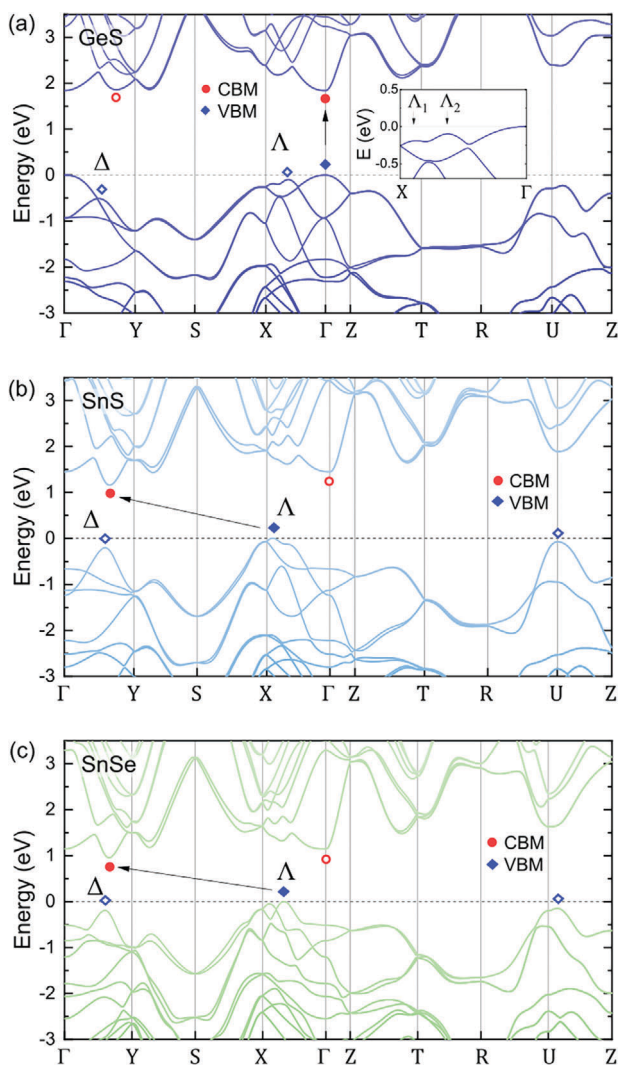 (a)
GeS
CBM
VBM
Δ
Λ
Λ1
Λ2
E (eV)
0.5
0.0
-0.5
X
Γ
Energy (eV)
3
2
1
0
-1
-2
-3
Γ Y S X Γ Z T R U Z
(b)
SnS
CBM
VBM
Δ
Λ
Energy (eV)
3
2
1
0
-1
-2
-3
Γ Y S X Γ Z T R U Z
(c)
SnSe
CBM
VBM
Δ
Λ
Energy (eV)
3
2
1
0
-1
-2
-3
Γ Y S X Γ Z T R U Z